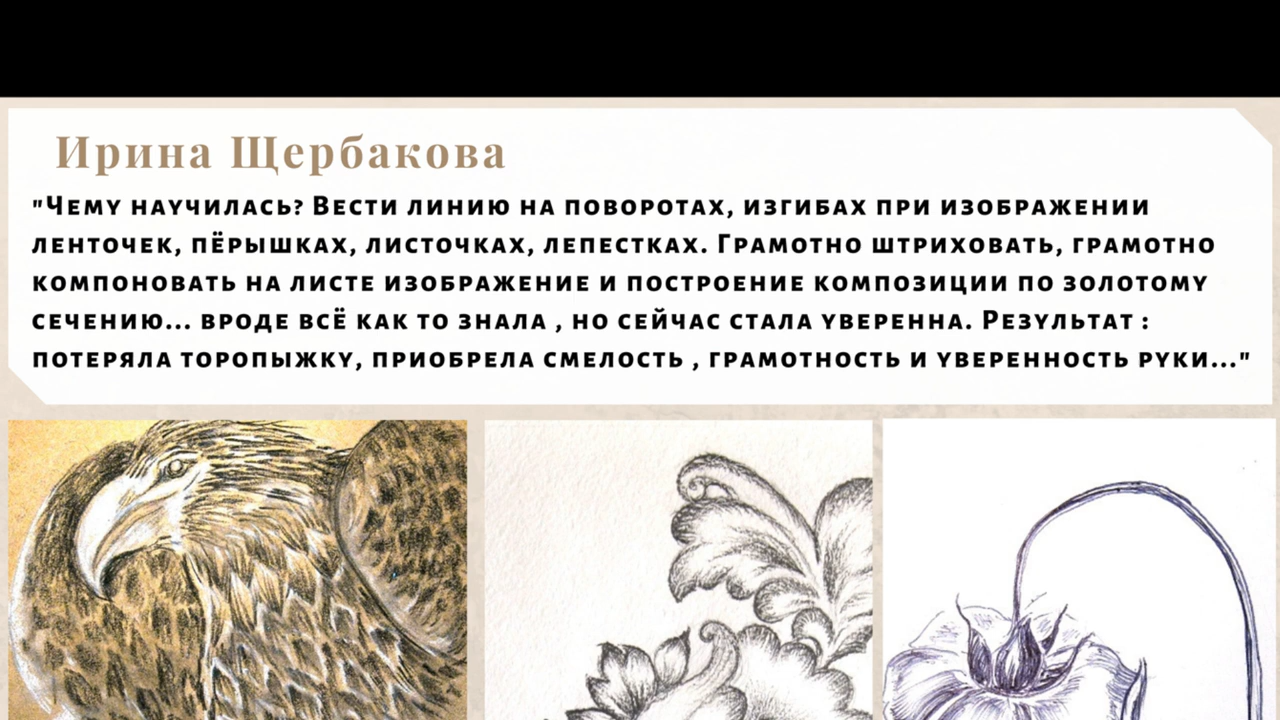 Ирина Щербакова
"Чему научилась? Вести линию на поворотах, изгибах при изображении
ленточек, пёрышках, листочках, лепестках. Грамотно штриховать, грамотно
компоновать на листе изображение и построение композиции по золотому
сечению... вроде всё как то знала , но сейчас стала уверенна. Результат :
потеряла торопыжку, приобрела смелость , грамотность и уверенность руки..."